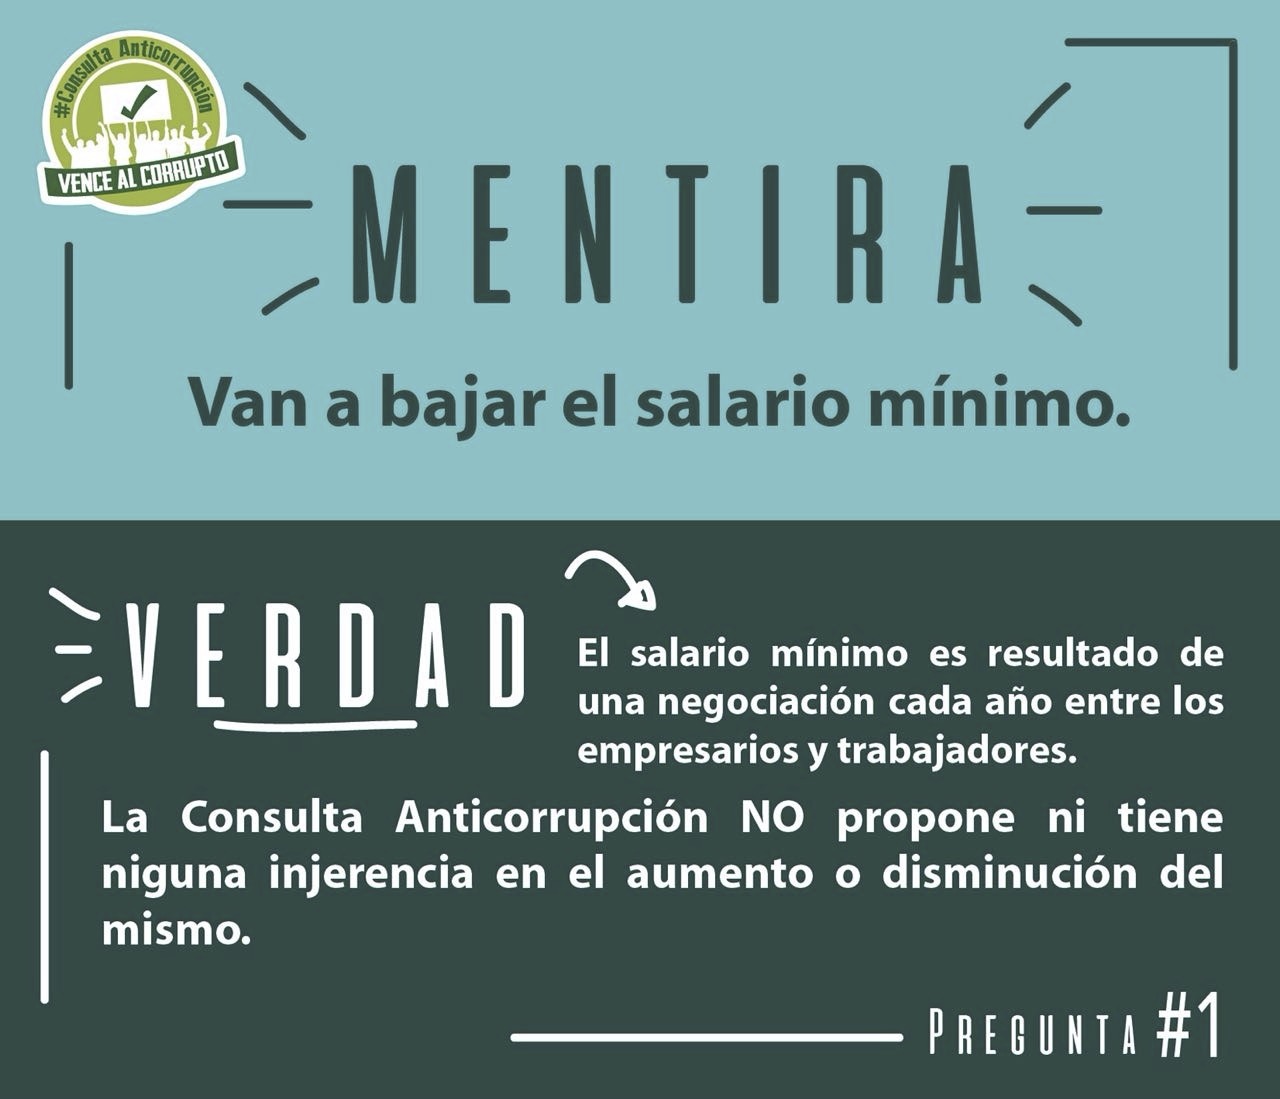 #Consulta Anticorrupción
VENCE AL CORRUPTO
MENTIRA
Van a bajar el salario mínimo.
VERDAD
El salario mínimo es resultado de
una negociación cada año entre los
empresarios y trabajadores.
La Consulta Anticorrupción NO propone ni tiene
niguna injerencia en el aumento o disminución del
mismo.
PREGUNTA #1